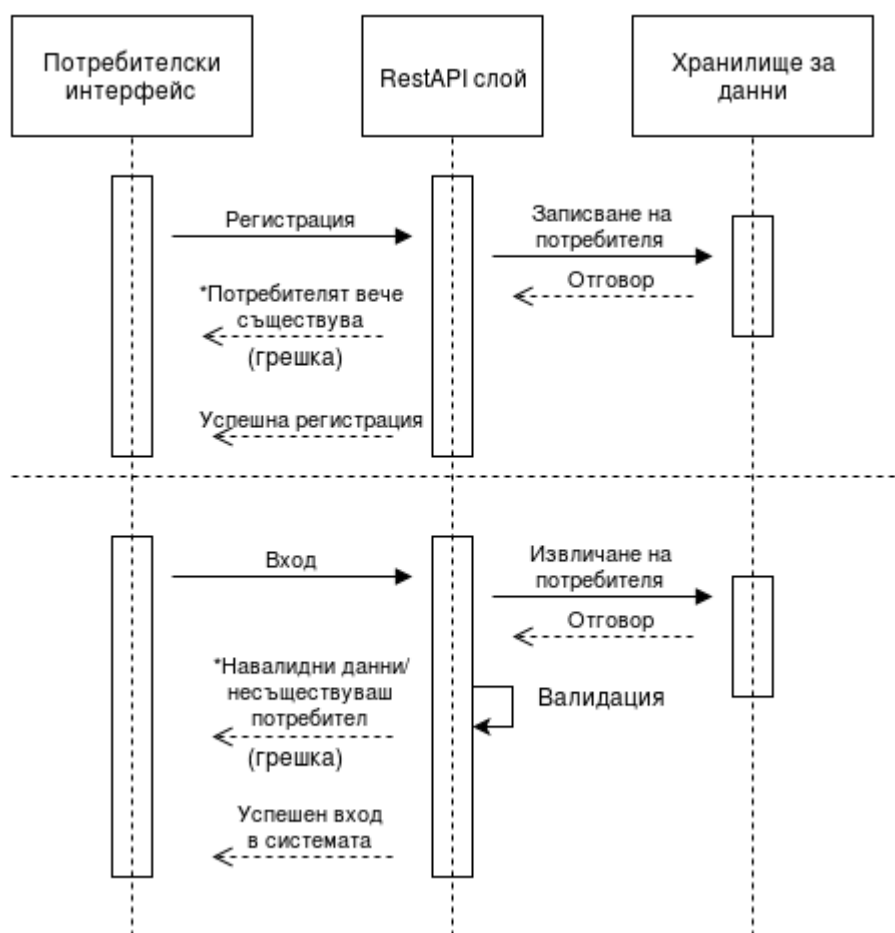 Потребителски
интерфейс
RestAPI слой
Хранилище за
данни
Регистрация
Записване на
потребителя
Отговор
*Потребителят вече
съществува
(грешка)
Успешна регистрация
Вход
Извличане на
потребителя
Отговор
*Навалидни данни/
несъществуваш
потребител
(грешка)
Валидация
Успешен вход
в системата